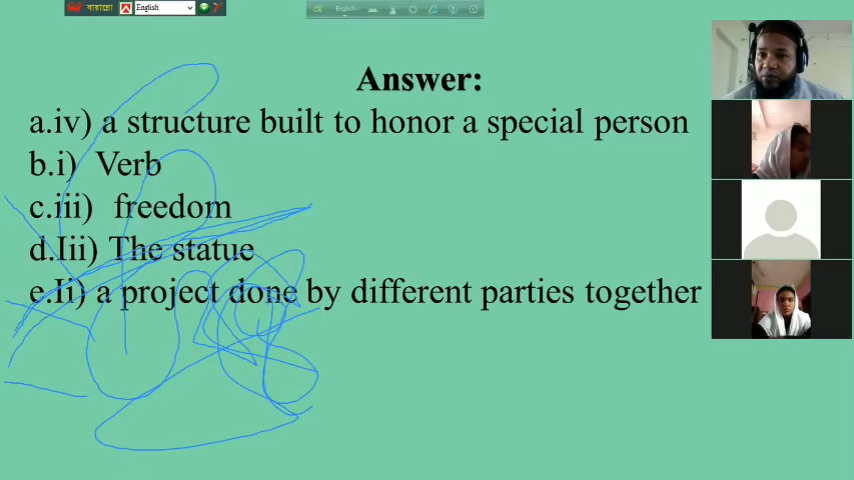 বায়ান্নো English
English
Answer:
a.iv) a structure built to honor a special person
b.i) Verb
c.iii) freedom
d.Iii) The statue
e.Ii) a project done by different parties together